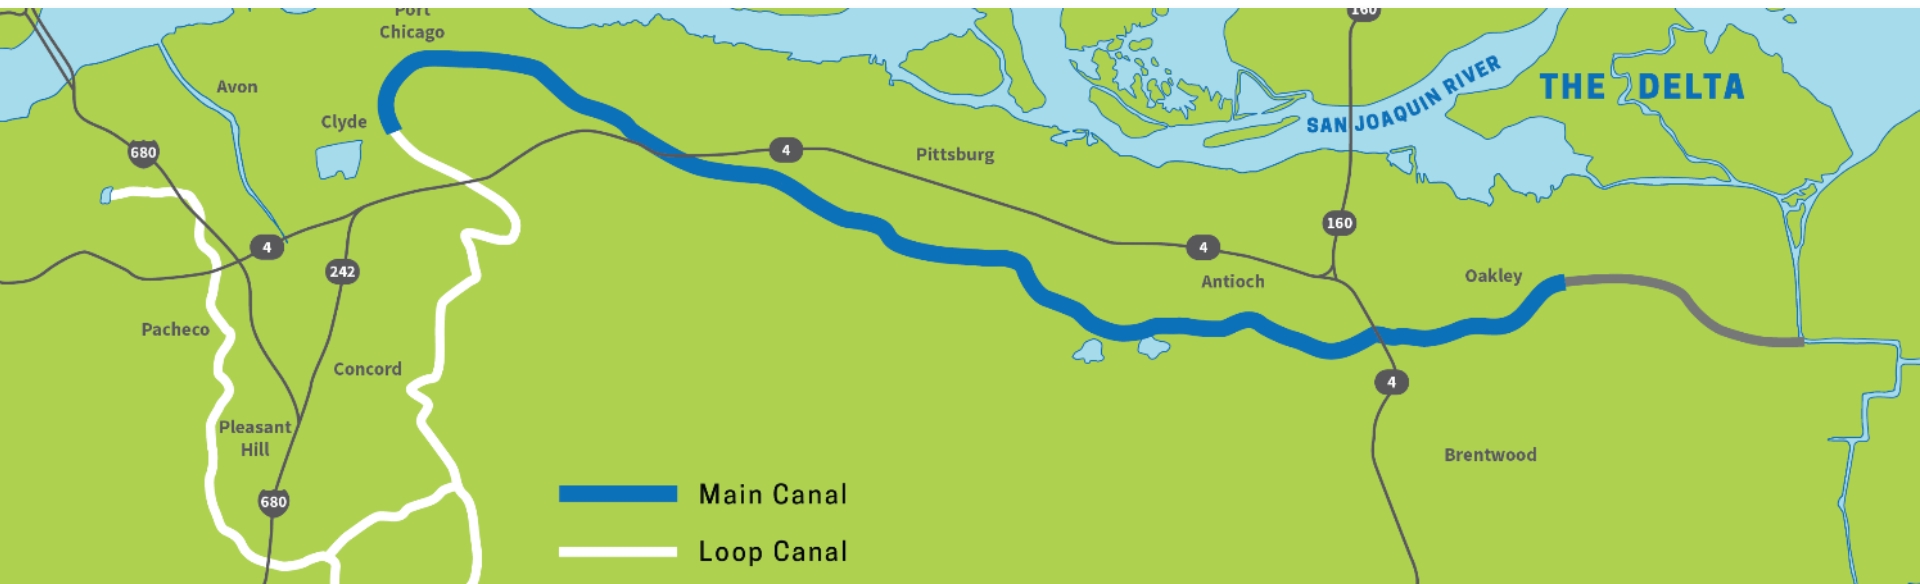 Port
Chicago
160
Avon
THE DELTA
SAN JOAQUIN RIVER
Clyde
680
4
Pittsburg
160
4
4
242
Oakley
Antioch
Pacheco
Concord
4
Pleasant
Hill
Brentwood
680
Main Canal
Loop Canal